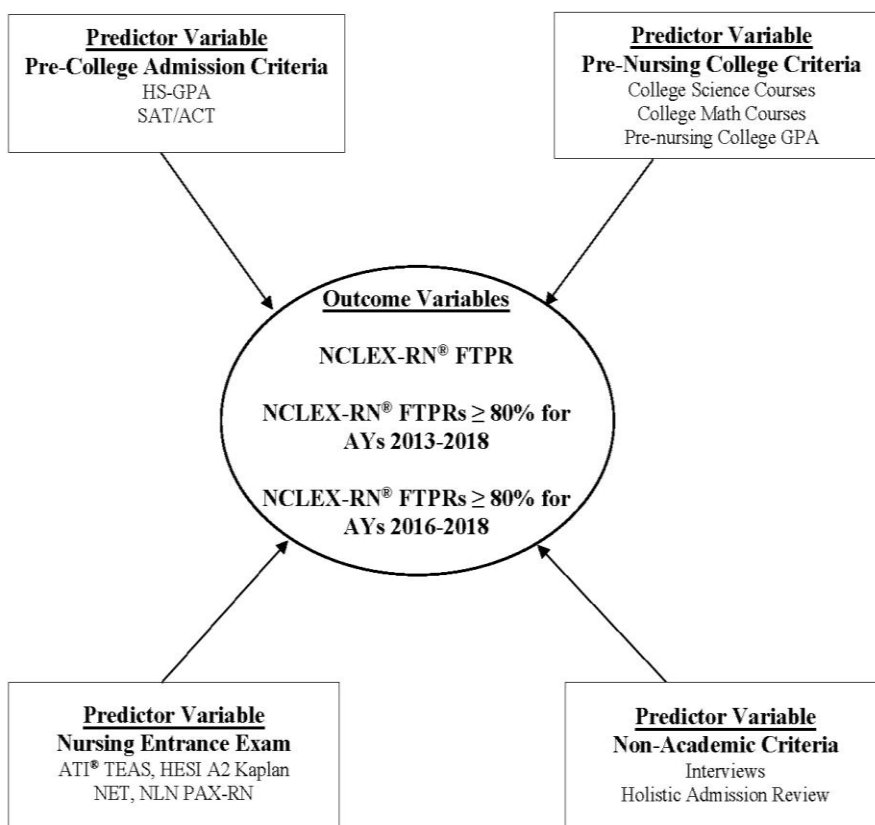 Predictor Variable
Pre-College Admission Criteria
HS-GPA
SAT/ACT
Predictor Variable
Pre-Nursing College Criteria
College Science Courses
College Math Courses
Pre-nursing College GPA
Outcome Variables
NCLEX-RN® FTPR
NCLEX-RN® FTPRs ≥ 80% for
AYs 2013-2018
NCLEX-RN® FTPRs ≥ 80% for
AYs 2016-2018
Predictor Variable
Nursing Entrance Exam
ATI® TEAS, HESI A2 Kaplan
NET, NLN PAX-RN
Predictor Variable
Non-Academic Criteria
Interviews
Holistic Admission Review